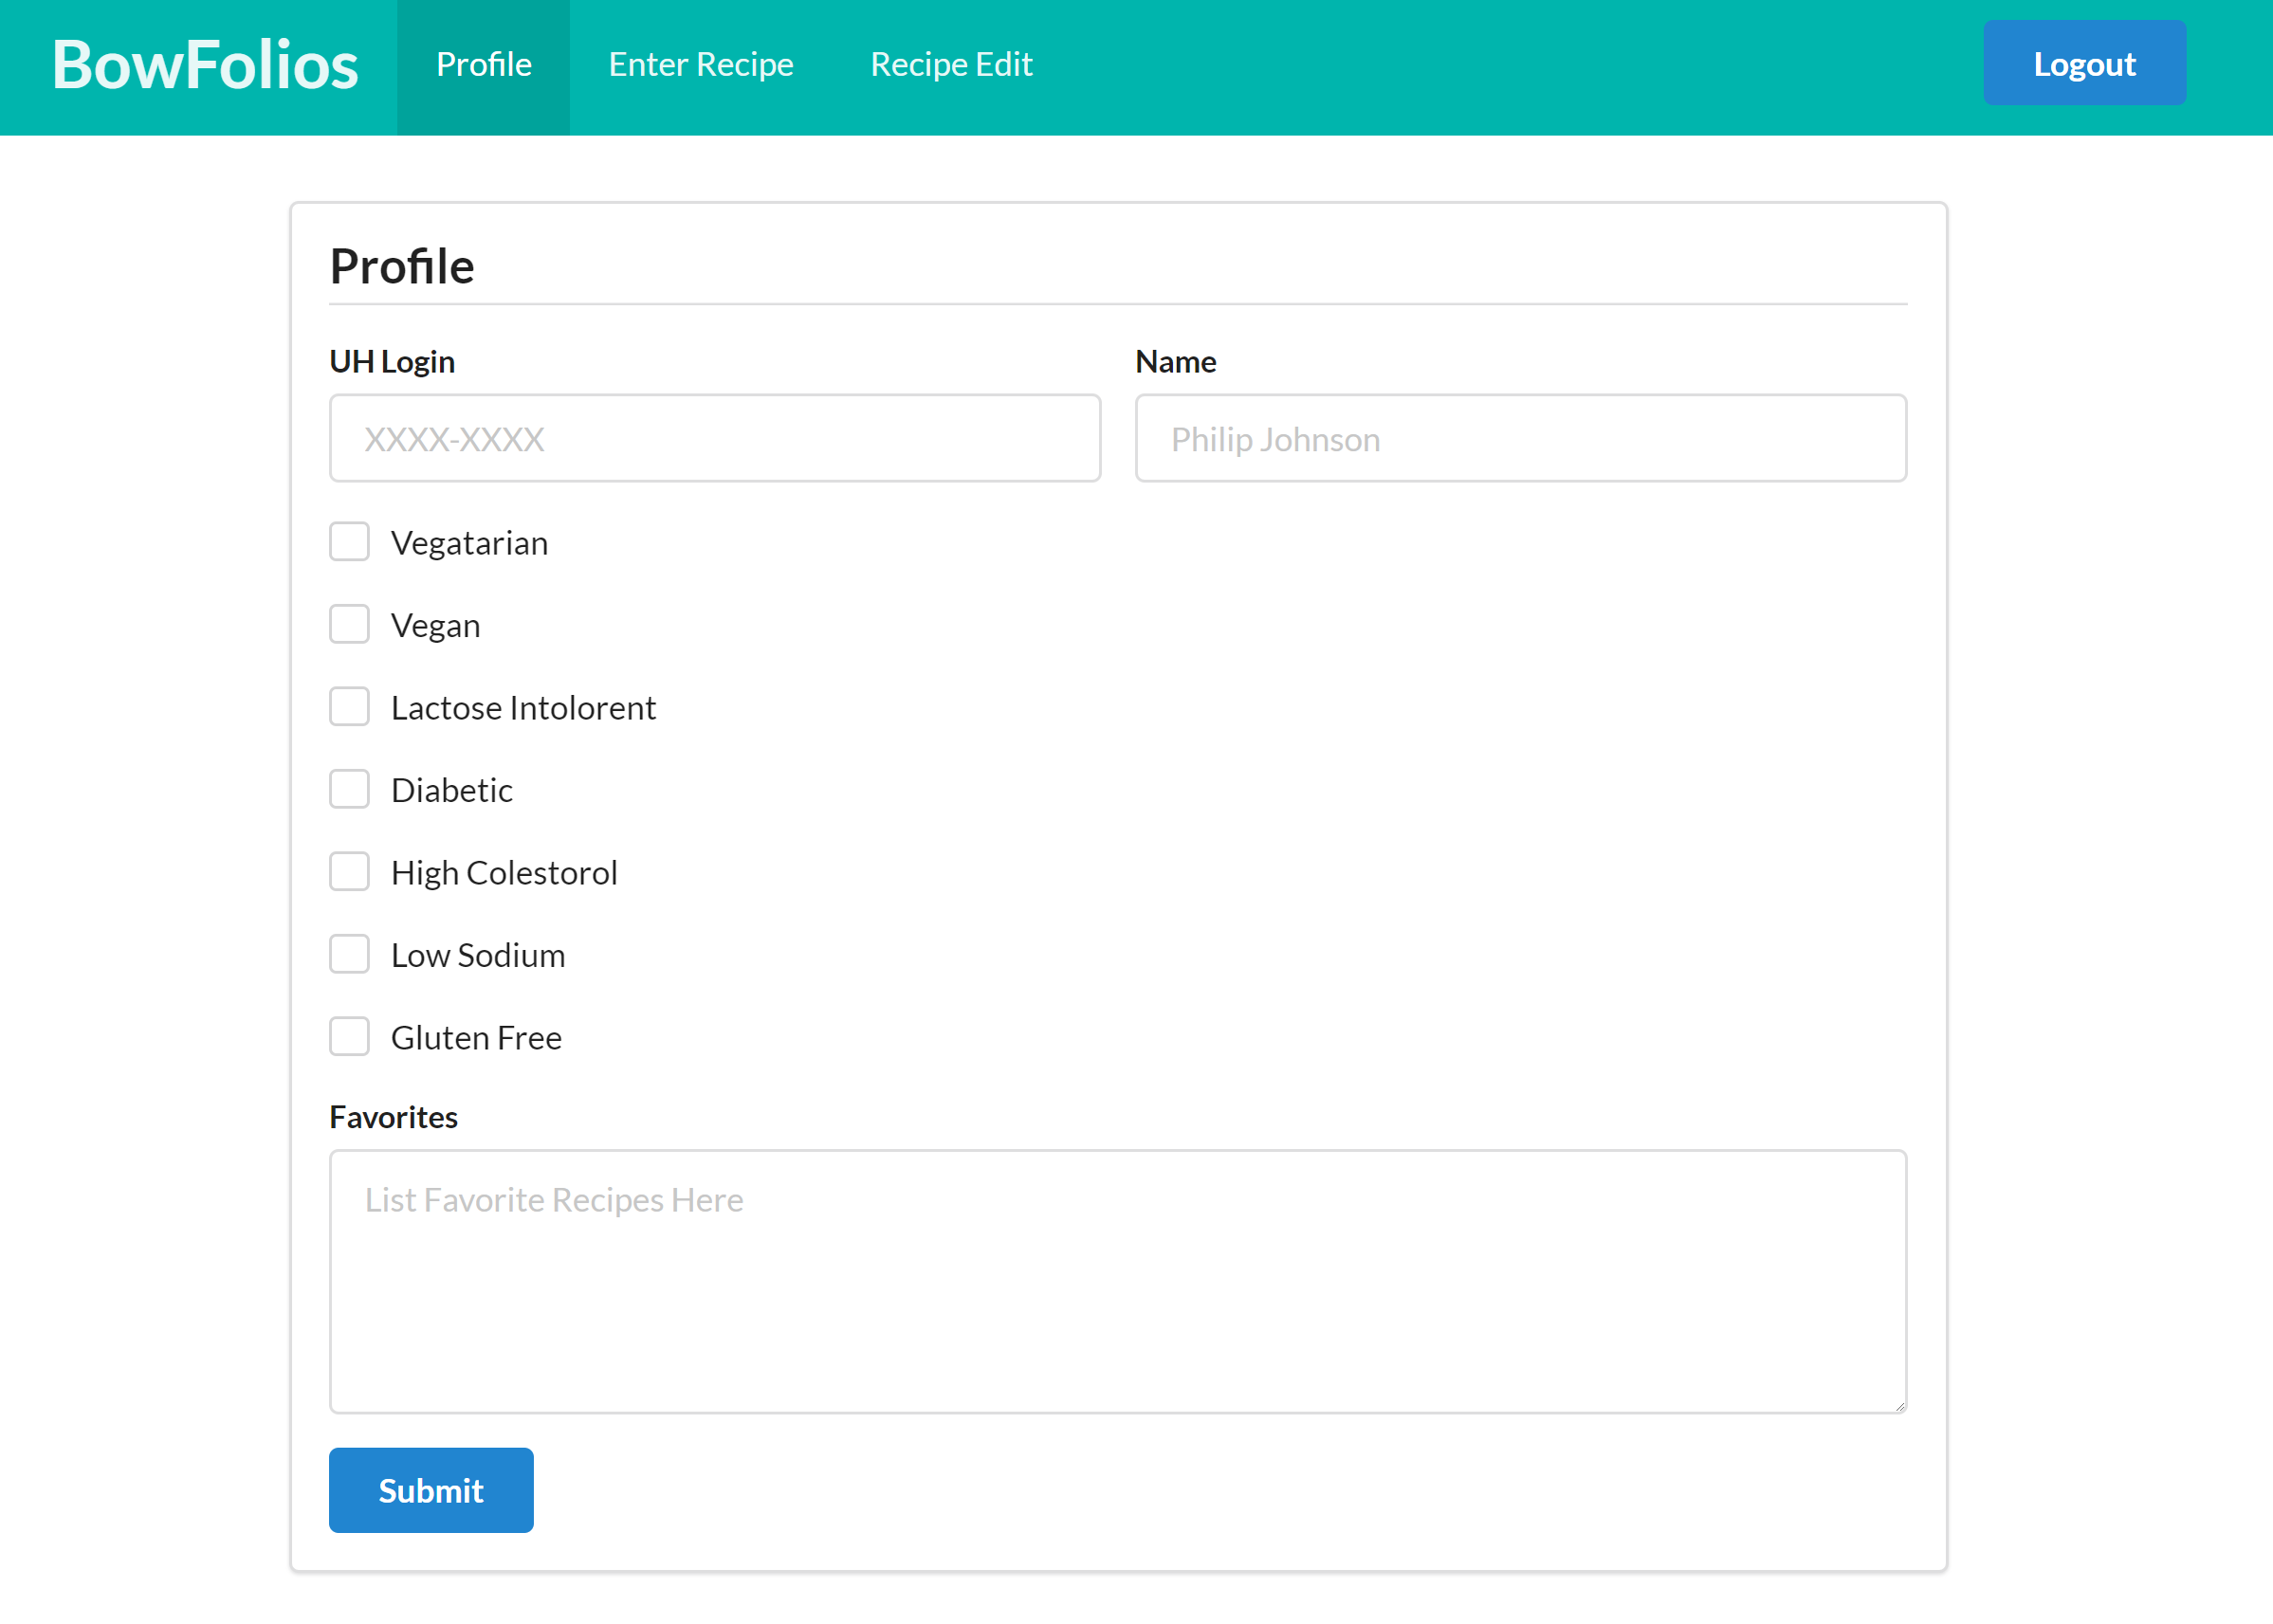 BowFolios Profile Enter Recipe Recipe Edit Logout
Profile
UH Login Name
XXXX-XXXX Philip Johnson
Vegatarian
Vegan
Lactose Intolorent
Diabetic
High Colestorol
Low Sodium
Gluten Free
Favorites
List Favorite Recipes Here
Submit